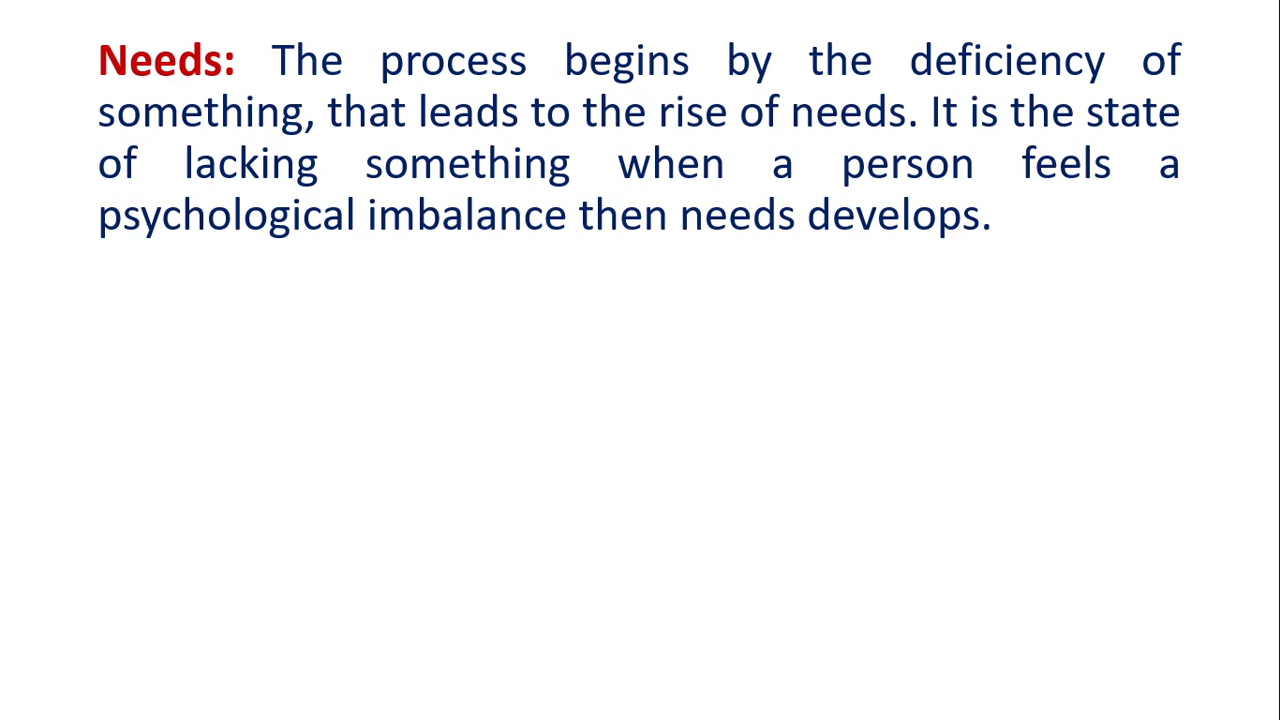 Needs: The process begins by the deficiency of
something, that leads to the rise of needs. It is the state
of lacking something when a person feels a
psychological imbalance then needs develops.